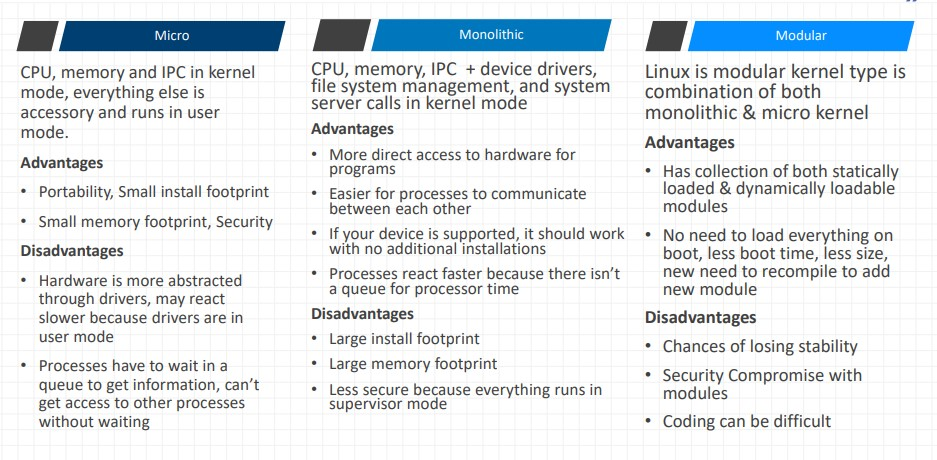 Micro
CPU, memory and IPC in kernel
mode, everything else is
accessory and runs in user
mode.
Advantages
• Portability, Small install footprint
• Small memory footprint, Security
Disadvantages
• Hardware is more abstracted
through drivers, may react
slower because drivers are in
user mode
• Processes have to wait in a
queue to get information, can't
get access to other processes
without waiting
Monolithic
CPU, memory, IPC + device drivers,
file system management, and system
server calls in kernel mode
Advantages
• More direct access to hardware for
programs
• Easier for processes to communicate
between each other
• If your device is supported, it should work
with no additional installations
• Processes react faster because there isn't
a queue for processor time
Disadvantages
• Large install footprint
• Large memory footprint
• Less secure because everything runs in
supervisor mode
Modular
Linux is modular kernel type is
combination of both
monolithic & micro kernel
Advantages
• Has collection of both statically
loaded & dynamically loadable
modules
• No need to load everything on
boot, less boot time, less size,
new need to recompile to add
new module
Disadvantages
• Chances of losing stability
• Security Compromise with
modules
• Coding can be difficult